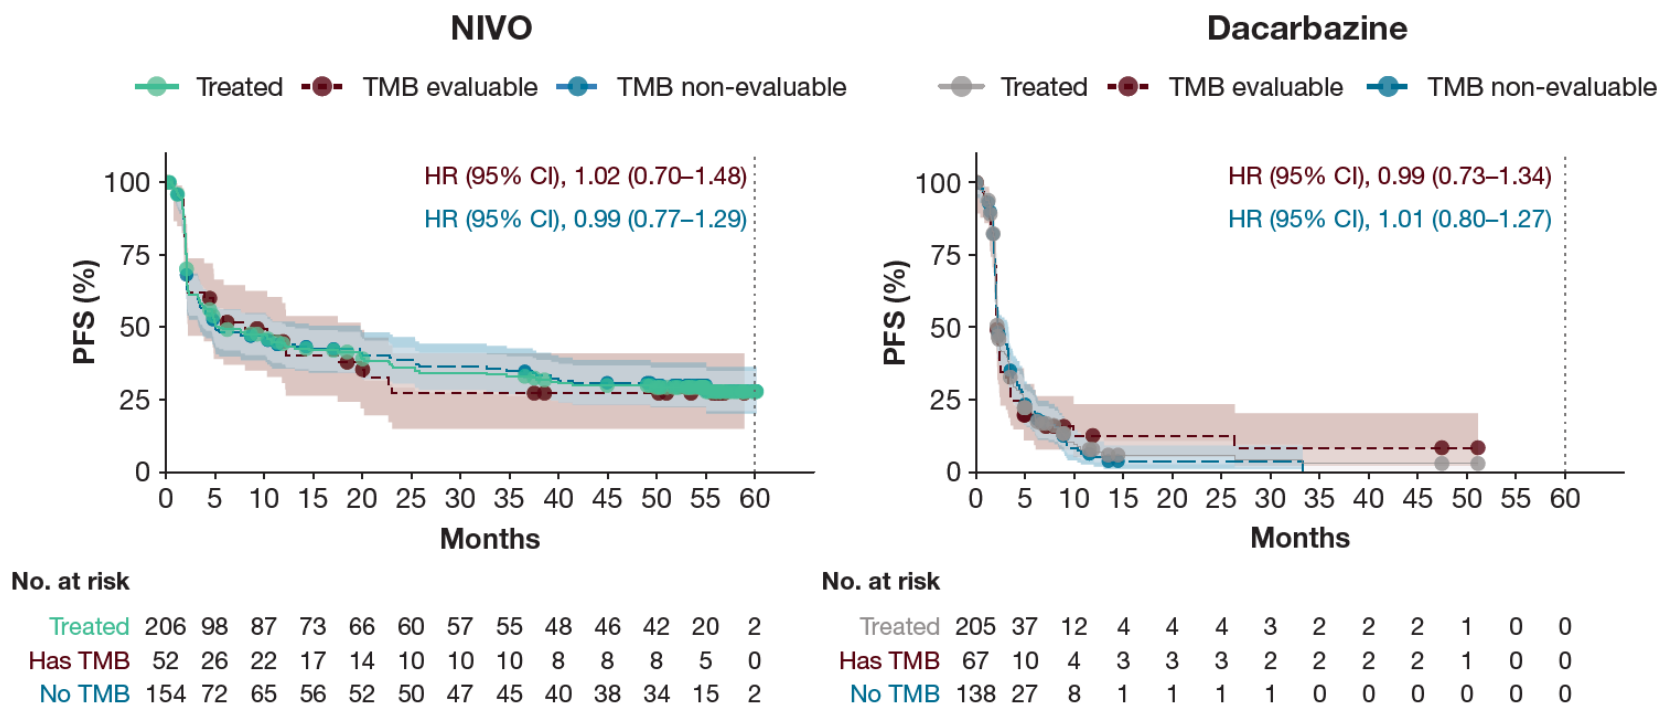 NIVO
Treated TMB evaluable TMB non-evaluable
HR (95% CI), 1.02 (0.70–1.48)
HR (95% CI), 0.99 (0.77–1.29)
PFS (%)
100
75
50
25
0
0 5 10 15 20 25 30 35 40 45 50 55 60
Months
No. at risk
Treated 206 98 87 73 66 60 57 55 48 46 42 20 2
Has TMB 52 26 22 17 14 10 10 10 8 8 8 5 0
No TMB 154 72 65 56 52 50 47 45 40 38 34 15 2
Dacarbazine
Treated TMB evaluable TMB non-evaluable
HR (95% CI), 0.99 (0.73–1.34)
HR (95% CI), 1.01 (0.80–1.27)
PFS (%)
100
75
50
25
0
0 5 10 15 20 25 30 35 40 45 50 55 60
Months
No. at risk
Treated 205 37 12 4 4 4 3 2 2 2 1 0 0
Has TMB 67 10 4 3 3 3 2 2 2 2 1 0 0
No TMB 138 27 8 1 1 1 1 0 0 0 0 0 0